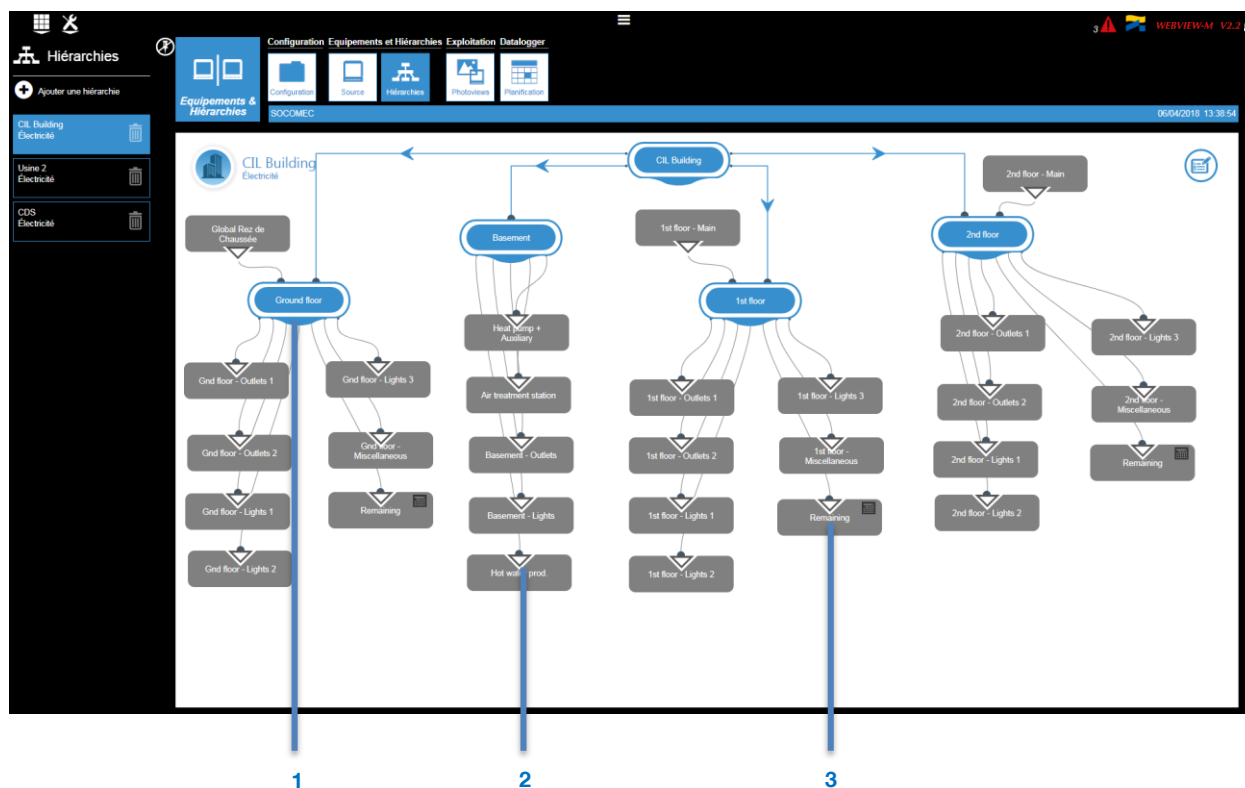 3
WEBVIEW-M V2.2
Hiérarchies
Configuration
Equipements et Hiérarchies
Exploitation
Datalogger
Ajouter une hiérarchie
Configuration
Source
Hiérarchies
Photoviews
Planification
Equipements &
Hiérarchies
SOCOMEC
06/04/2018 13:38:54
CIL Building
Électricité
Usine 2
Électricité
CDS
Électricité
CIL Building
Électricité
CIL Building
2nd floor - Main
Global Rez de
Chaussée
Basement
1st floor - Main
2nd floor
Ground floor
1st floor
Heat pump +
Auxiliary
2nd floor - Outlets 1
2nd floor - Lights 3
Gnd floor - Outlets 1
Gnd floor - Lights 3
Air treatment station
1st floor - Outlets 1
1st floor - Lights 3
2nd floor - Outlets 2
2nd floor -
Miscellaneous
Gnd floor - Outlets 2
Gnd floor -
Miscellaneous
Basement - Outlets
1st floor - Outlets 2
1st floor -
Miscellaneous
2nd floor - Lights 1
Remaining
Gnd floor - Lights 1
Remaining
Basement - Lights
1st floor - Lights 1
Remaining
2nd floor - Lights 2
Gnd floor - Lights 2
Hot water prod.
1st floor - Lights 2
1
2
3